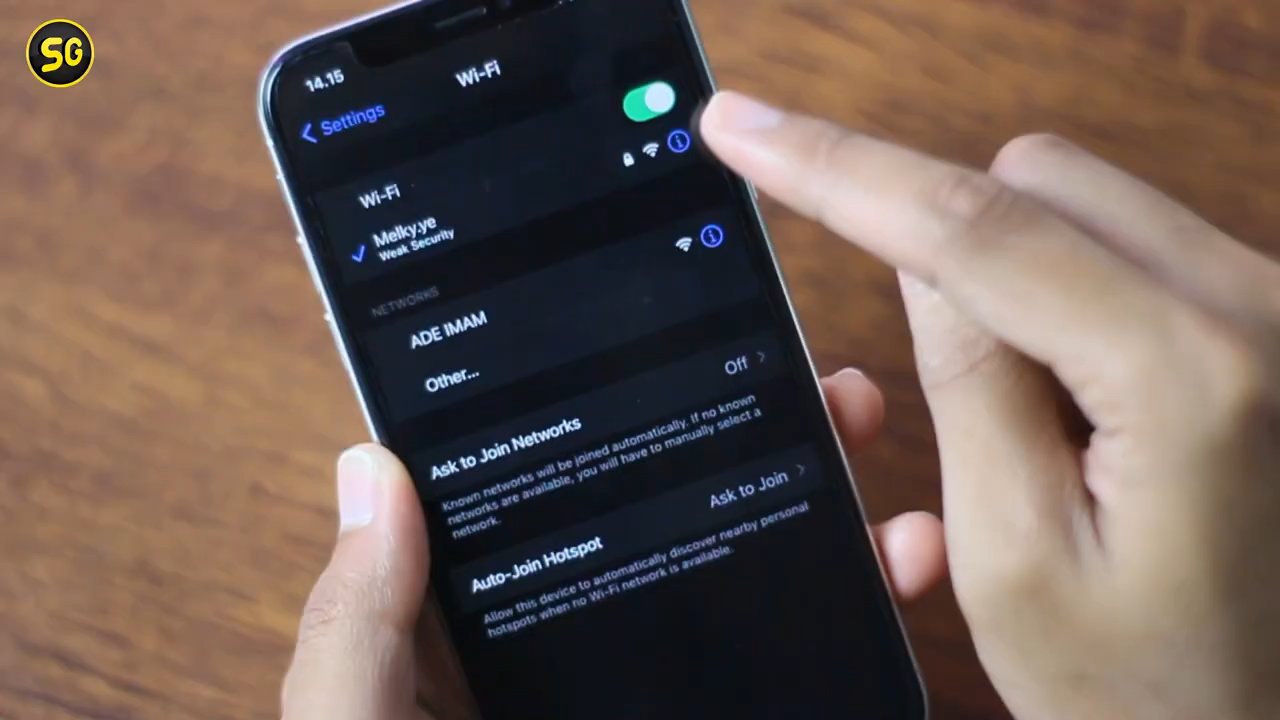 SG
14.15
Wi-Fi
Settings
Wi-Fi
Melky.ye
Weak Security
NETWORKS
ADE IMAM
Other...
Ask to Join Networks
Off
Known networks will be joined automatically. If no known
networks are available, you will have to manually select a
network.
Auto-Join Hotspot
Ask to Join
Allow this device to automatically discover nearby personal
hotspots when no Wi-Fi network is available.